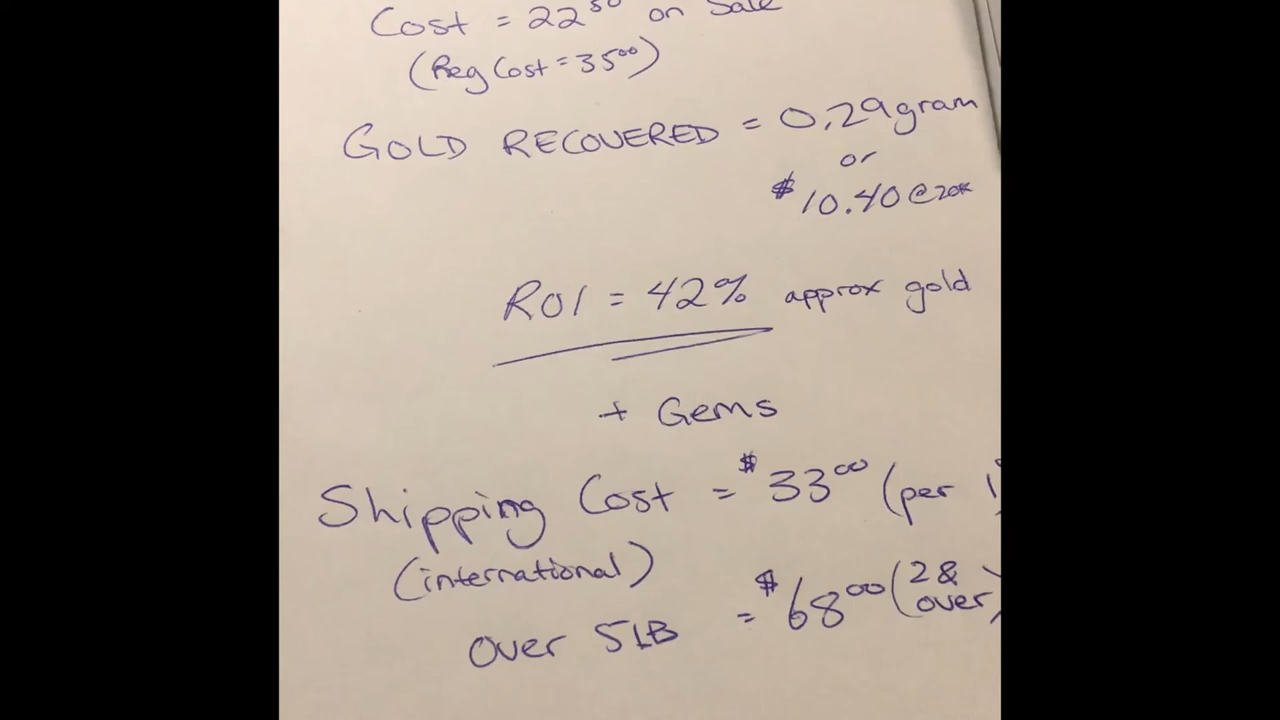 Cost = 22⁵⁰ on Sale
(Reg Cost = 35⁰⁰)
GOLD RECOVERED = 0.29 gram
or
$10.40 @ 20K
ROI = 42% approx gold
+ Gems
Shipping Cost = $33⁰⁰ (per 1
(international)
over 5LB = $68⁰⁰ (2 & over)